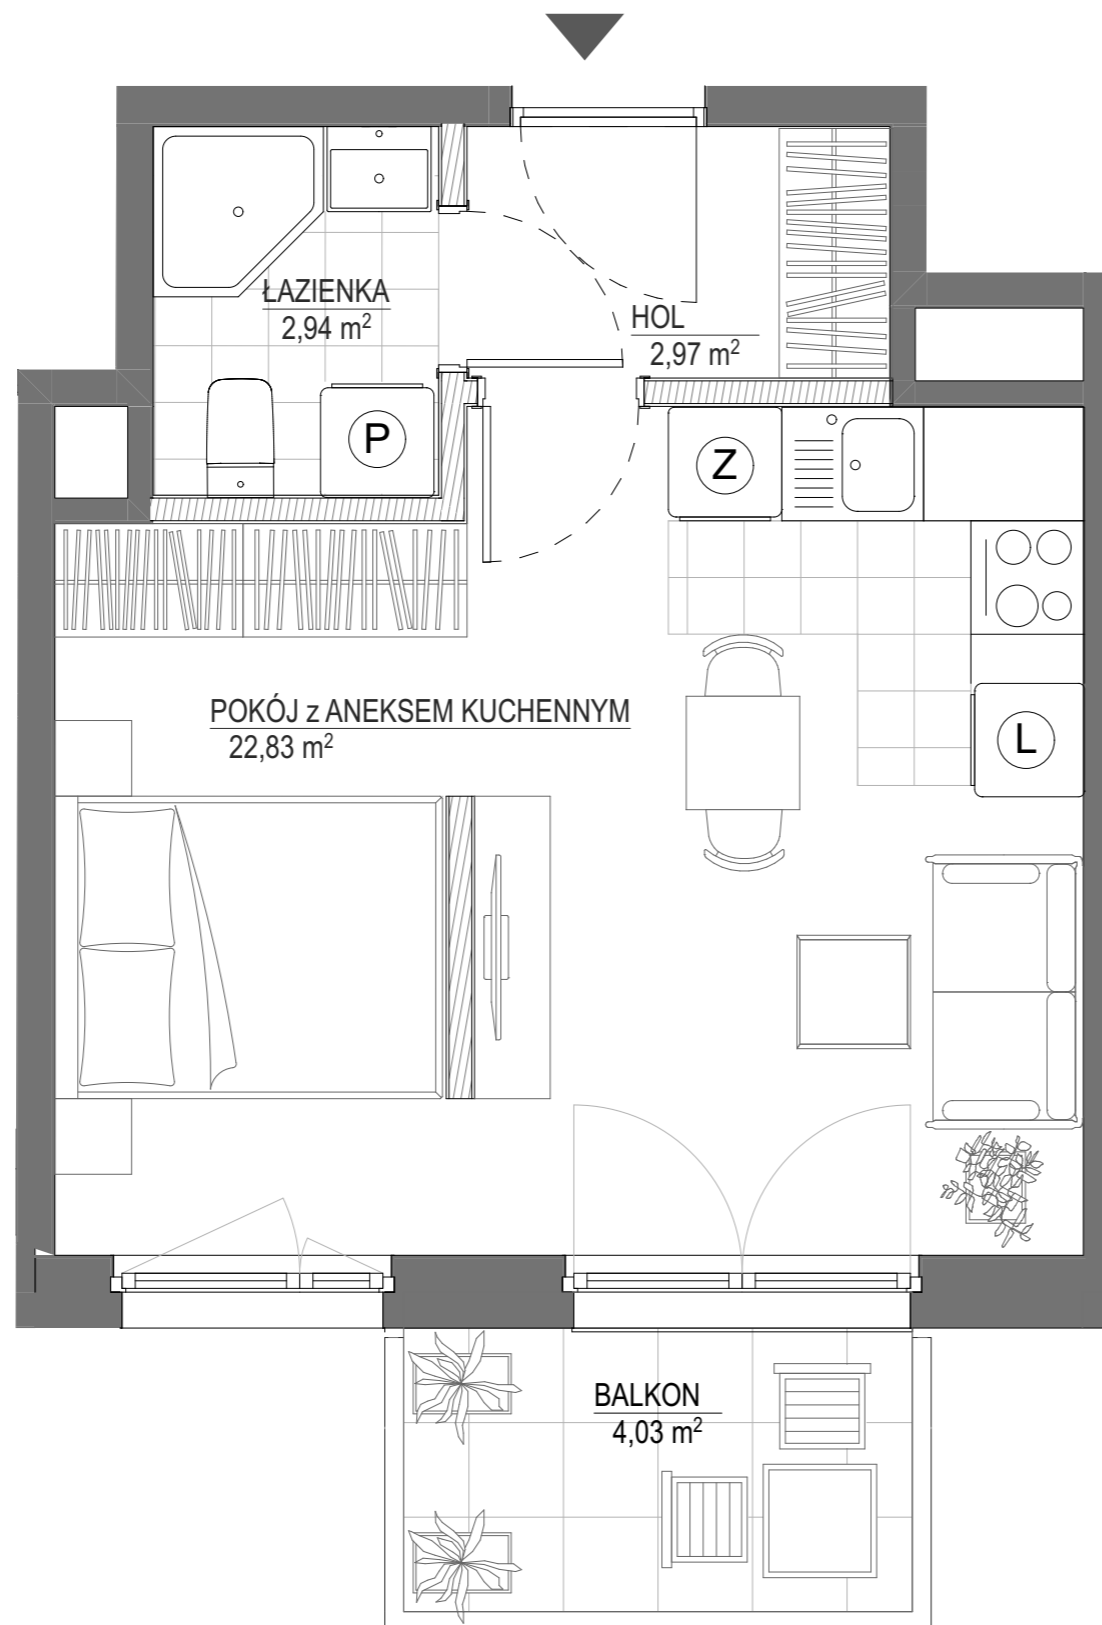 ŁAZIENKA
2,94 m²
HOL
2,97 m²
P
Z
POKÓJ z ANEKSEM KUCHENNYM
22,83 m²
L
BALKON
4,03 m²